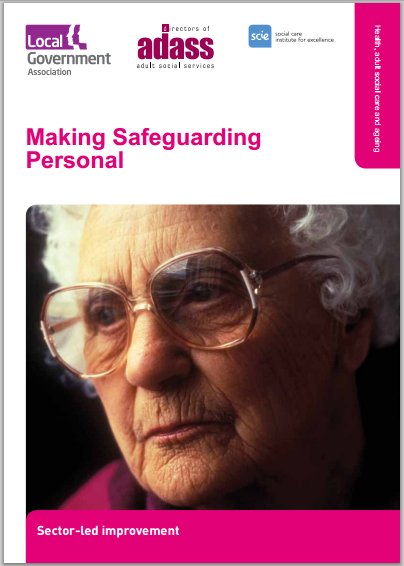 Local
Government
Association
directors of
adass
adult social services
scie
social care
institute for excellence
Health, adult social care and ageing
Making Safeguarding
Personal
Sector-led improvement